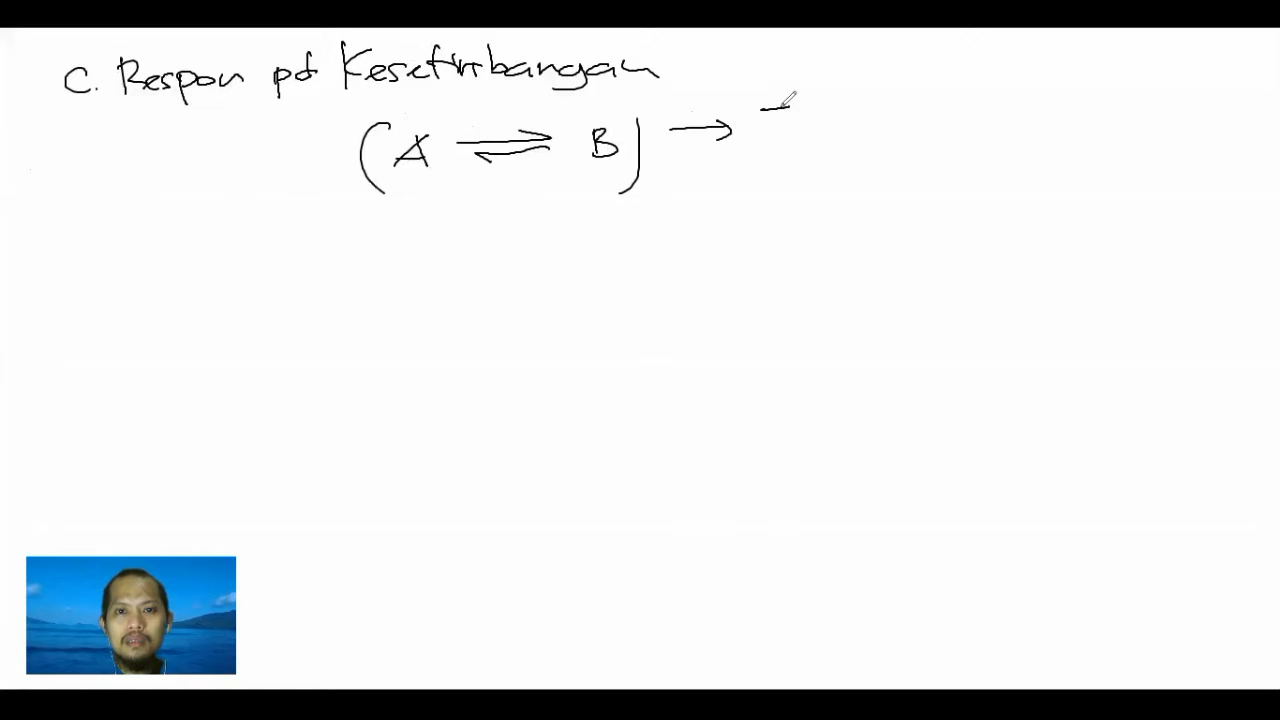 C. Respon pd Kesetimbangan
(A ⇌ B) →